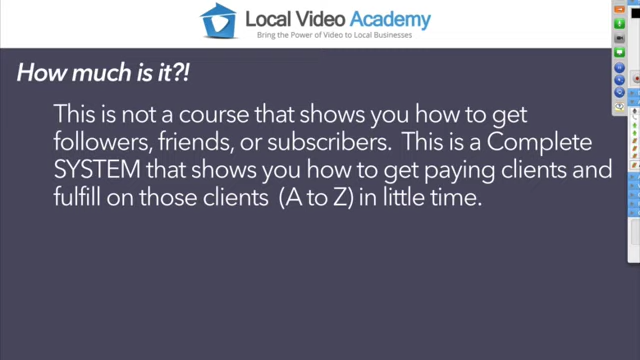 Local Video Academy
Bring the Power of Video to Local Businesses
How much is it?!
This is not a course that shows you how to get
followers, friends, or subscribers.  This is a Complete
SYSTEM that shows you how to get paying clients and
fulfill on those clients  (A to Z) in little time.